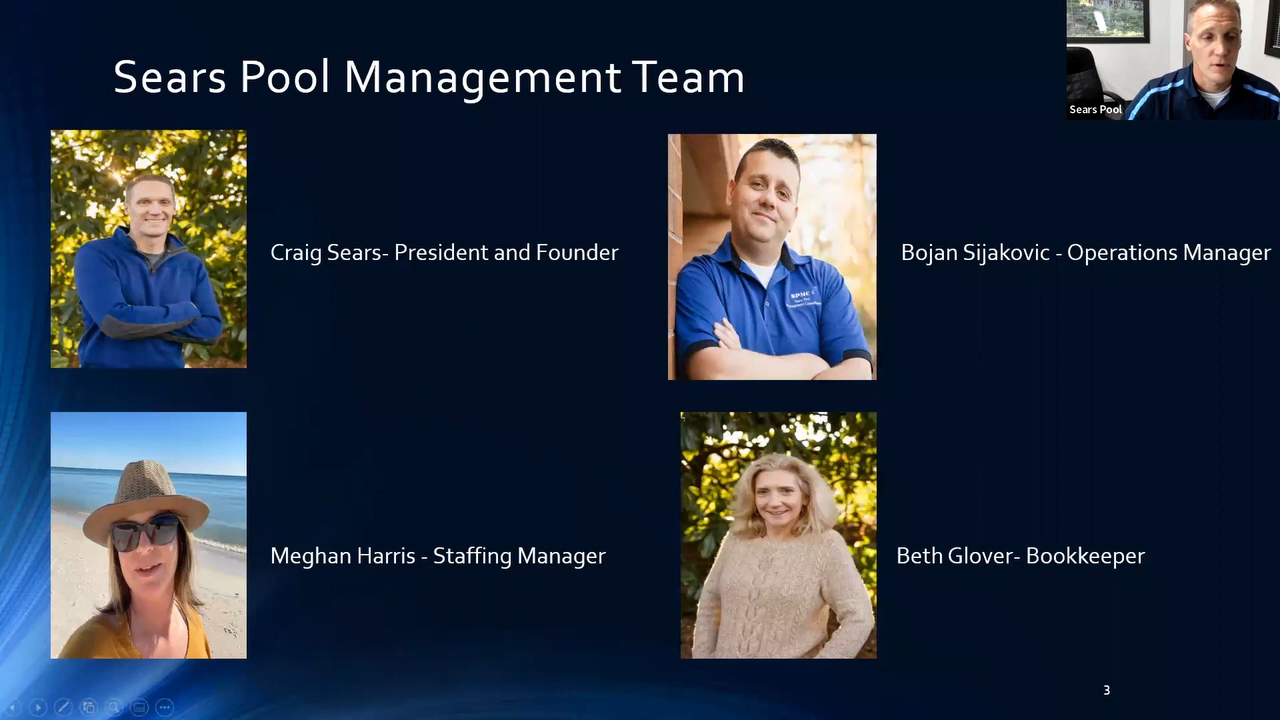 Sears Pool Management Team
Sears Pool
Craig Sears- President and Founder
Bojan Sijakovic - Operations Manager
SPMC
Meghan Harris - Staffing Manager
Beth Glover- Bookkeeper
3